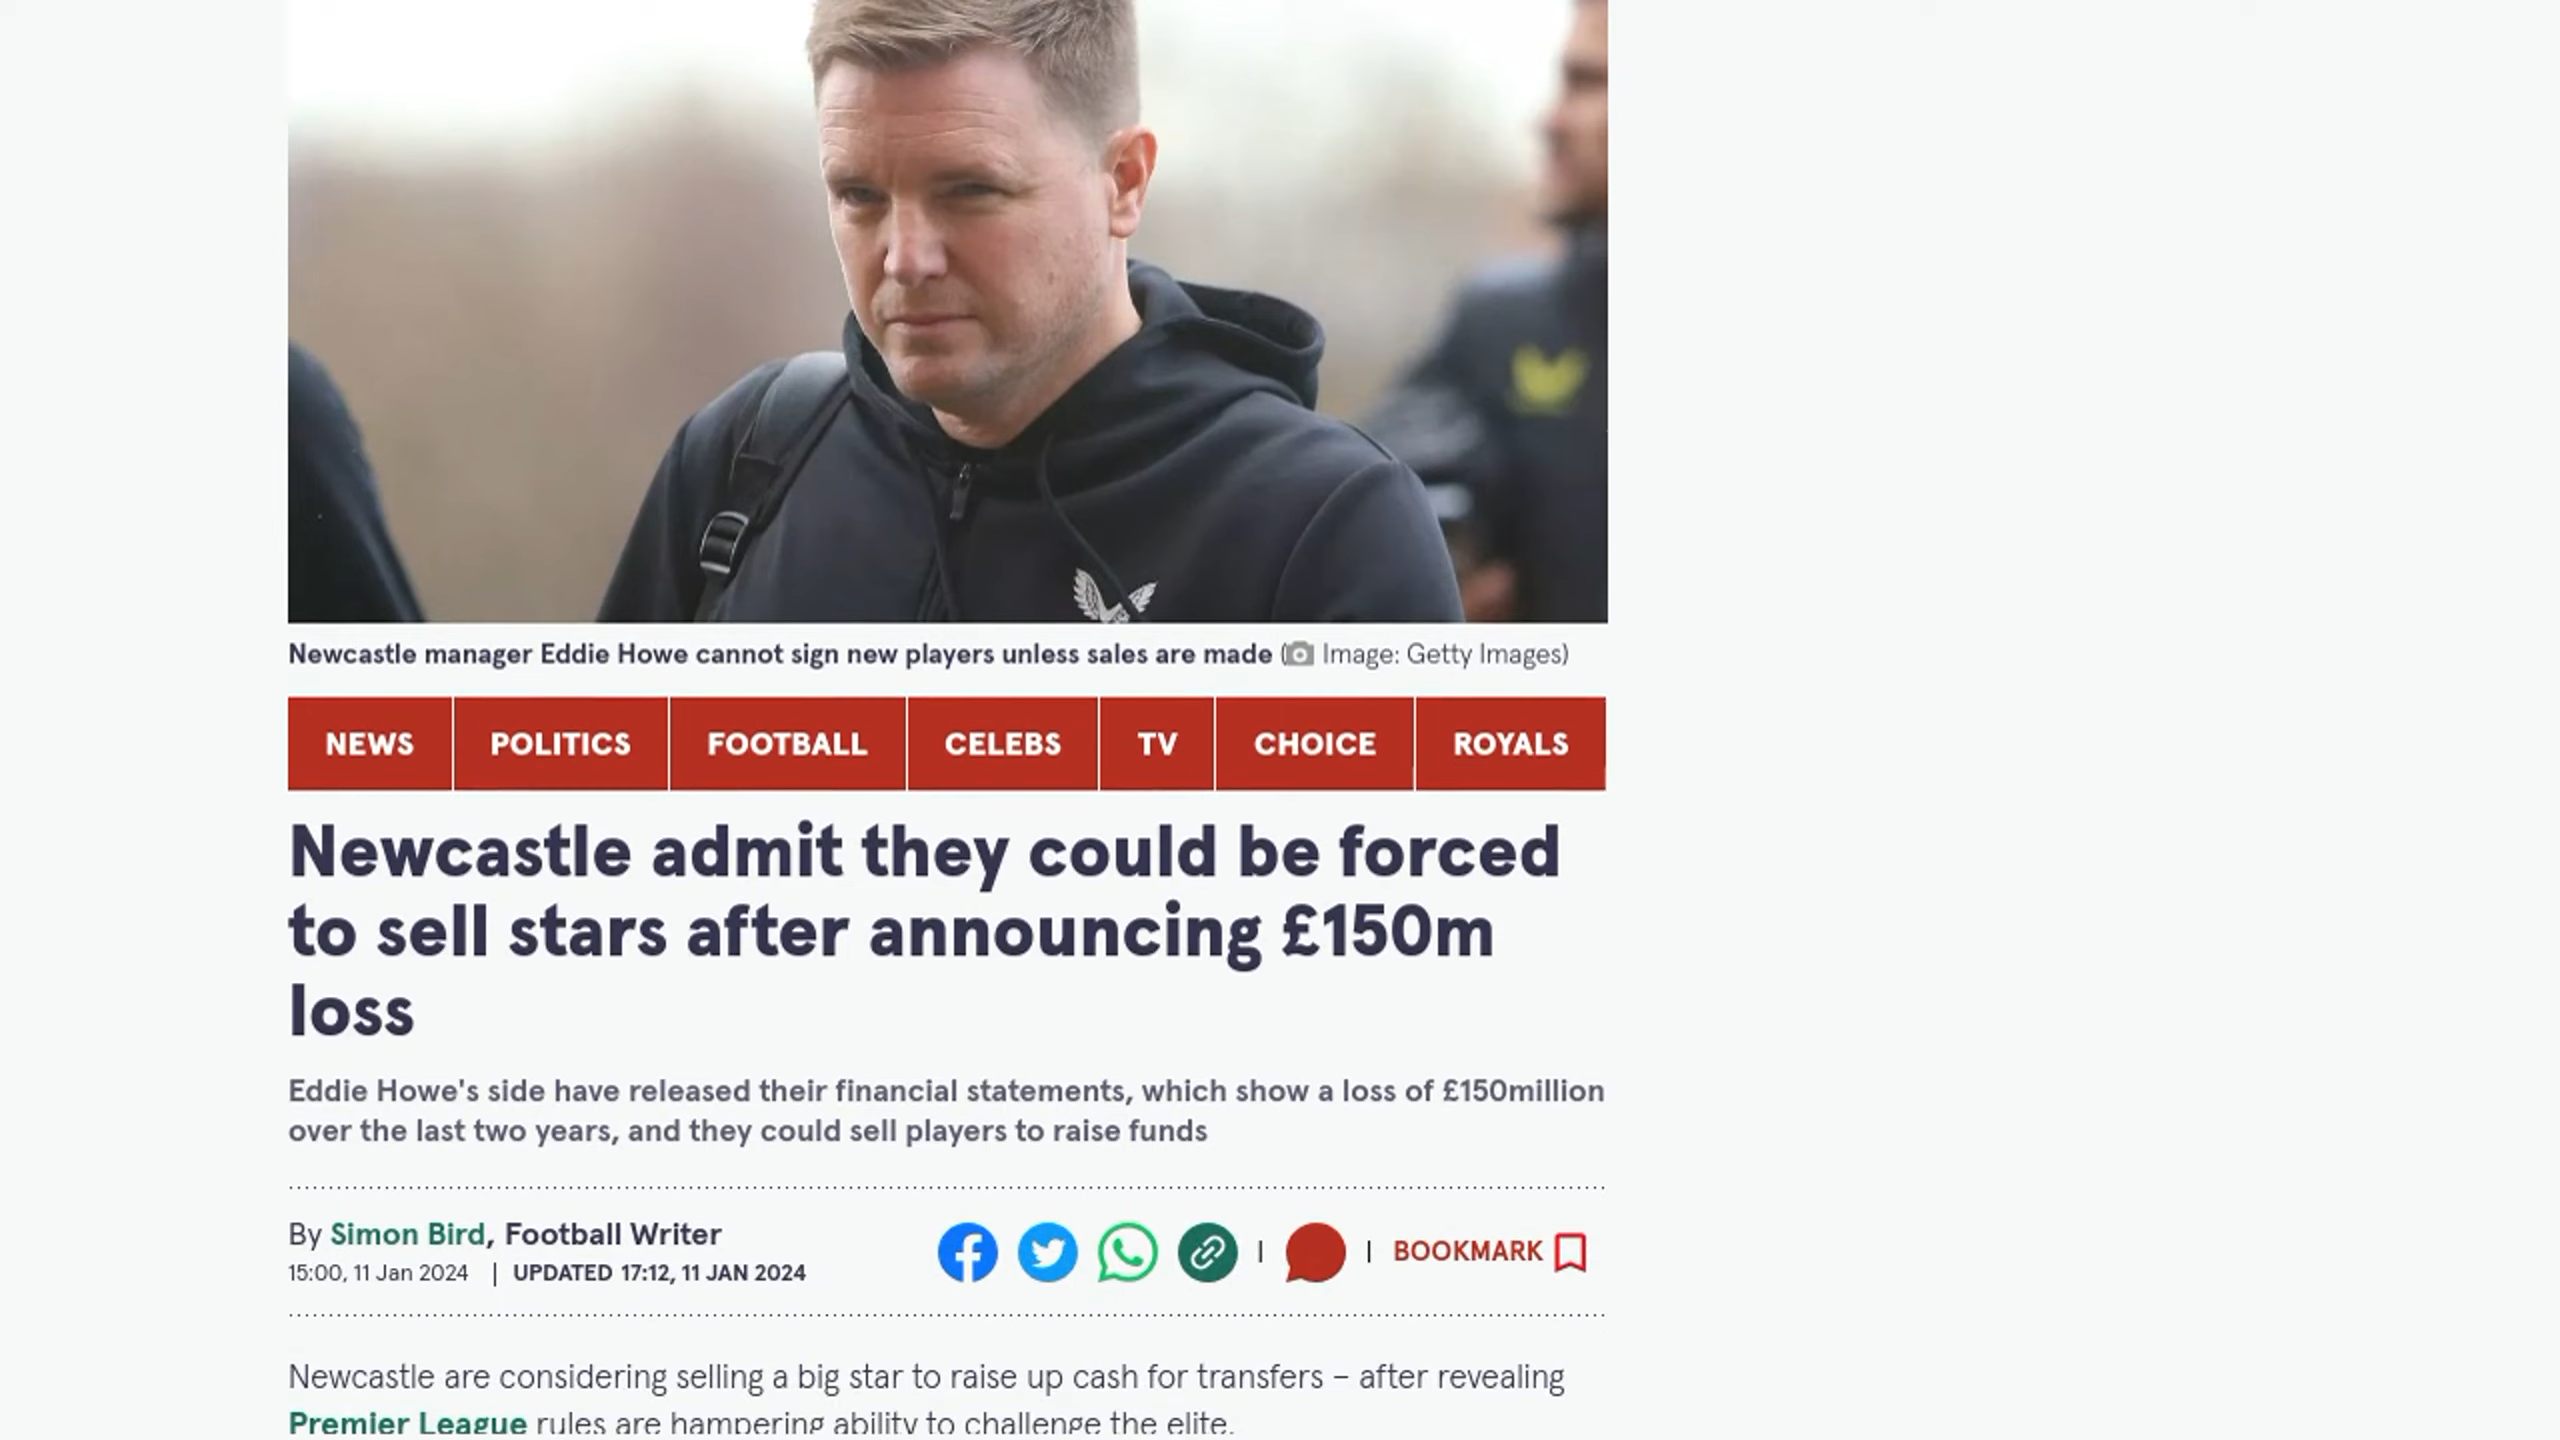 Newcastle manager Eddie Howe cannot sign new players unless sales are made ( Image: Getty Images)
NEWS POLITICS FOOTBALL CELEBS TV CHOICE ROYALS
Newcastle admit they could be forced
to sell stars after announcing £150m
loss
Eddie Howe's side have released their financial statements, which show a loss of £150million
over the last two years, and they could sell players to raise funds
By Simon Bird, Football Writer
15:00, 11 Jan 2024 | UPDATED 17:12, 11 JAN 2024
| | BOOKMARK
Newcastle are considering selling a big star to raise up cash for transfers – after revealing
Premier League rules are hampering ability to challenge the elite.